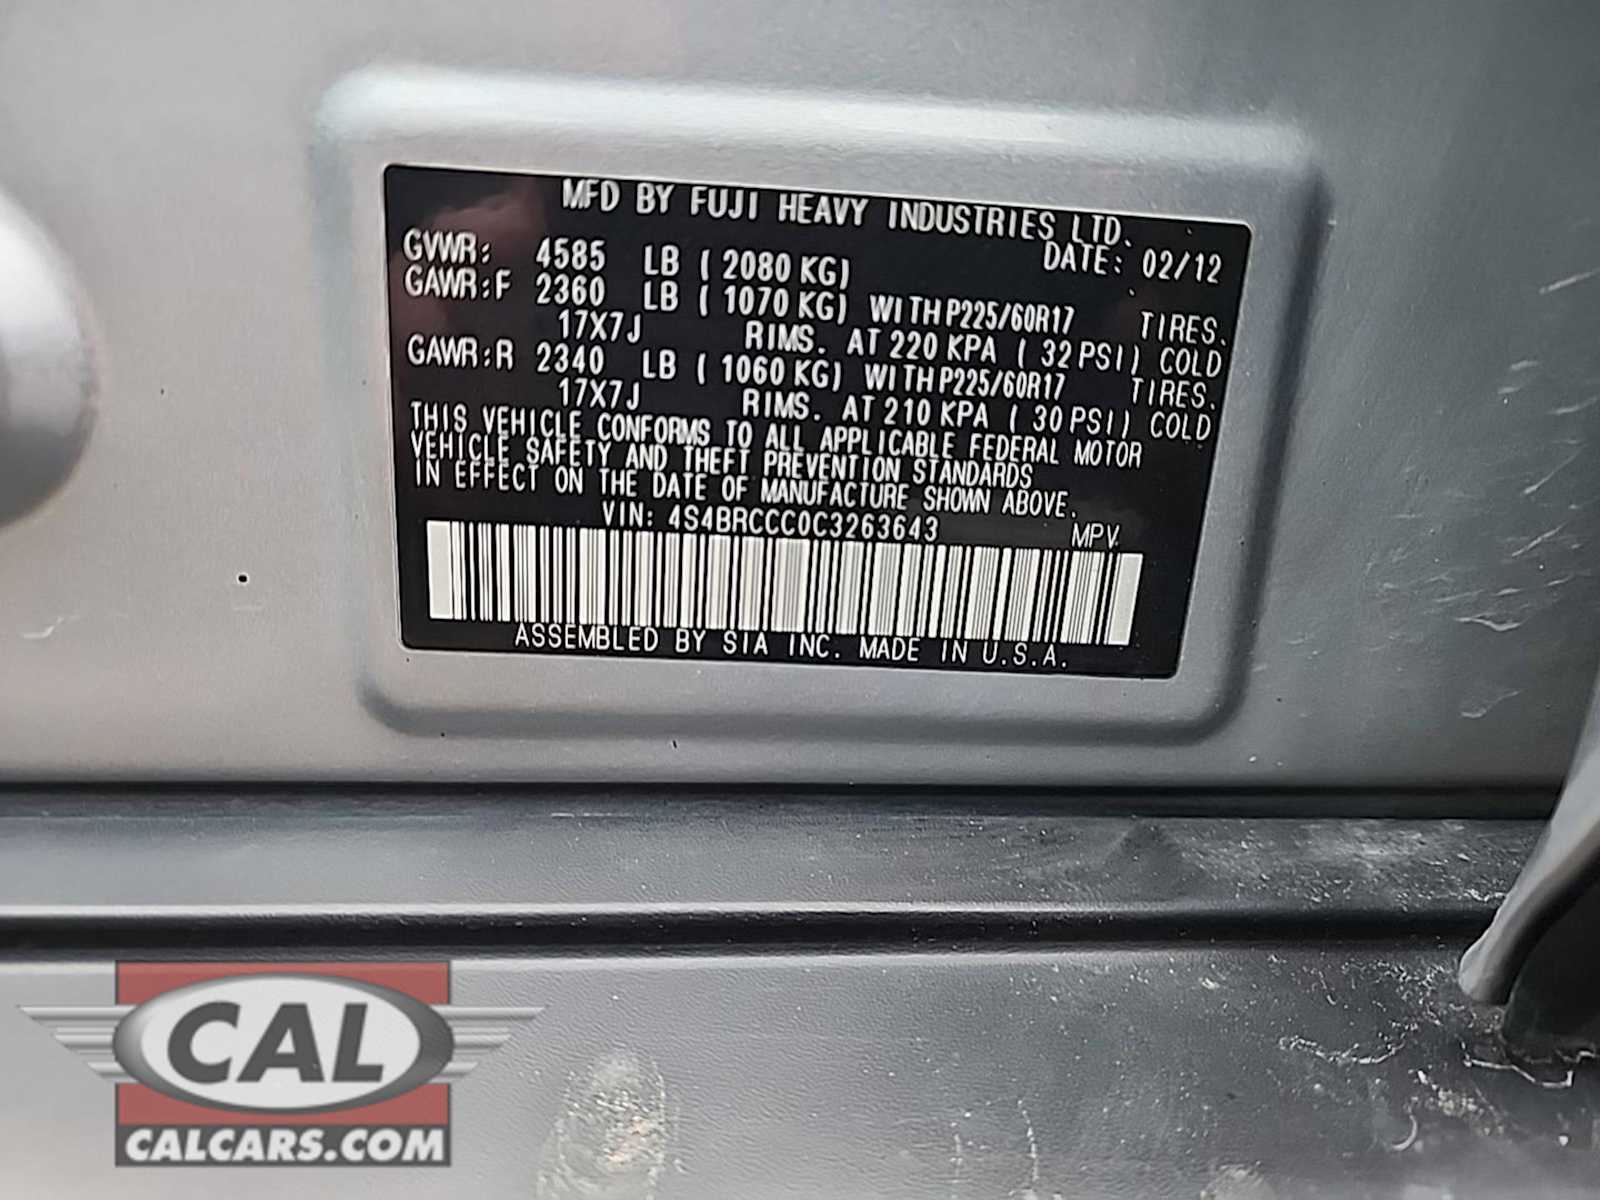 MFD BY FUJI HEAVY INDUSTRIES LTD.
DATE: 02/12
GVWR: 4585 LB ( 2080 KG)
GAWR:F 2360 LB ( 1070 KG) WITH P225/60R17 TIRES.
17X7J RIMS. AT 220 KPA ( 32 PSI) COLD
GAWR:R 2340 LB ( 1060 KG) WITH P225/60R17 TIRES.
17X7J RIMS. AT 210 KPA ( 30 PSI) COLD
THIS VEHICLE CONFORMS TO ALL APPLICABLE FEDERAL MOTOR
VEHICLE SAFETY AND THEFT PREVENTION STANDARDS
IN EFFECT ON THE DATE OF MANUFACTURE SHOWN ABOVE.
VIN: 4S4BRCCC0C3263643 MPV
ASSEMBLED BY SIA INC. MADE IN U.S.A.
CAL
CALCARS.COM